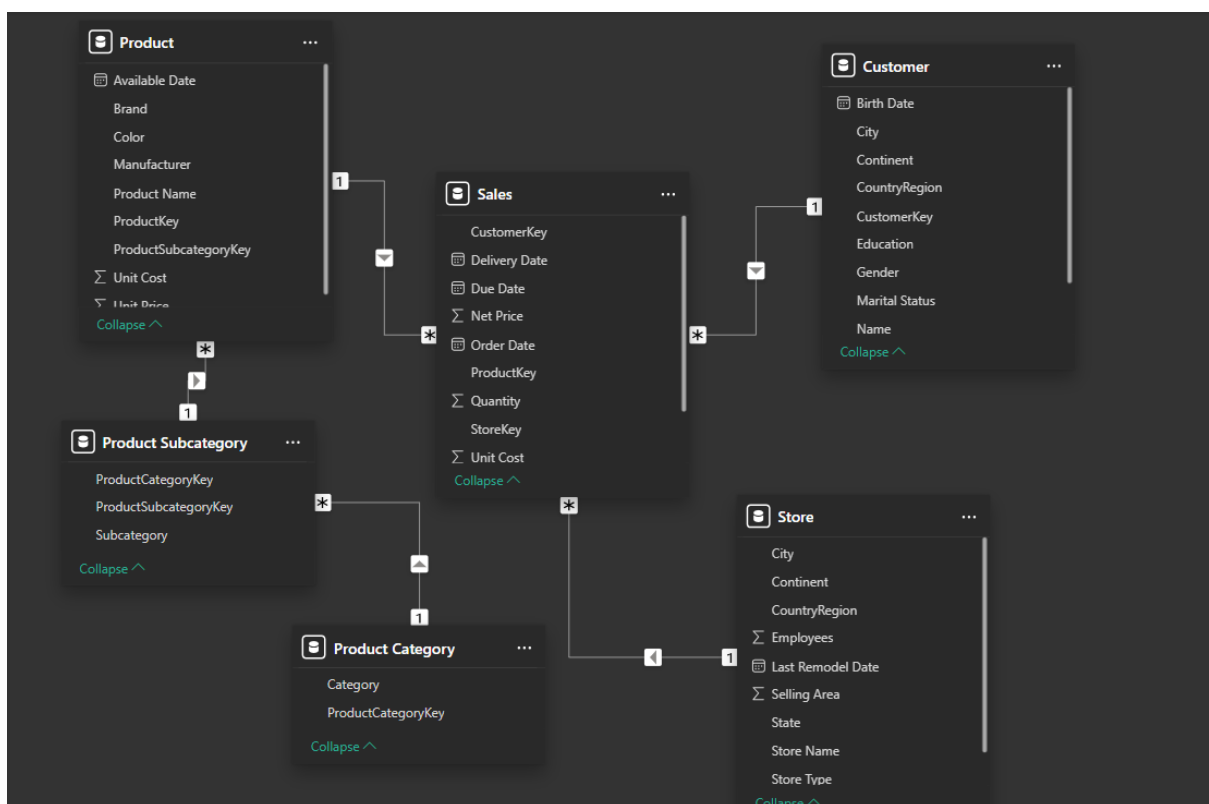 Product
Available Date
Brand
Color
Manufacturer
Product Name
ProductKey
ProductSubcategoryKey
Unit Cost
Unit Price
Collapse
1
*
*
1
Product Subcategory
ProductCategoryKey
ProductSubcategoryKey
Subcategory
Collapse
*
1
Product Category
Category
ProductCategoryKey
Collapse
Sales
CustomerKey
Delivery Date
Due Date
Net Price
Order Date
ProductKey
Quantity
StoreKey
Unit Cost
Collapse
*
*
1
Customer
Birth Date
City
Continent
CountryRegion
CustomerKey
Education
Gender
Marital Status
Name
Collapse
1
Store
City
Continent
CountryRegion
Employees
Last Remodel Date
Selling Area
State
Store Name
Store Type
Collapse